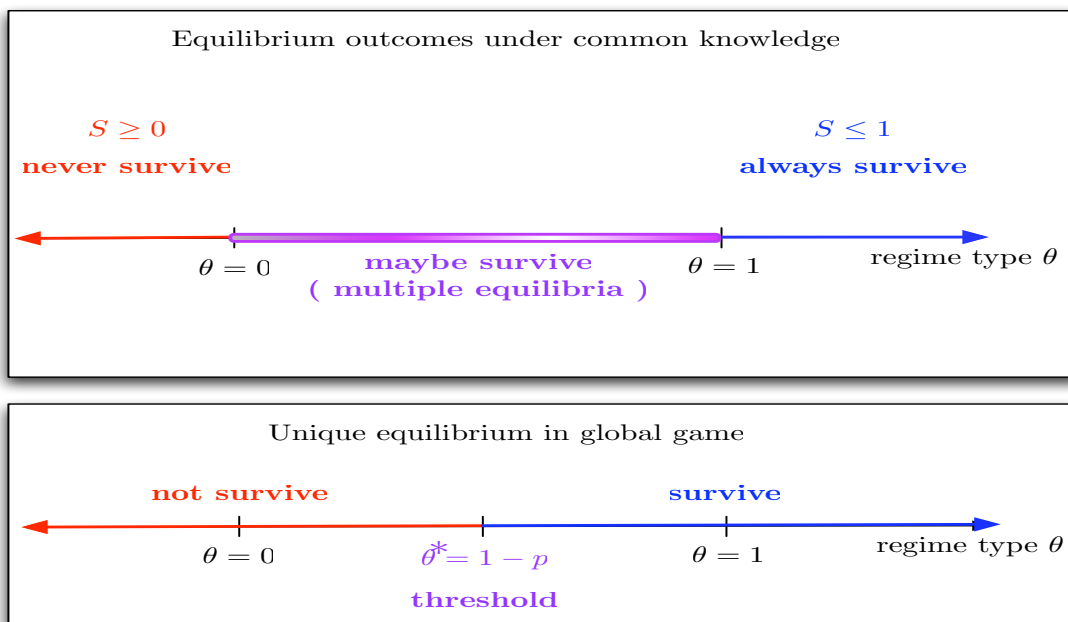 Equilibrium outcomes under common knowledge
S ≥ 0
S ≤ 1
never survive
always survive
θ = 0
maybe survive
( multiple equilibria )
θ = 1
regime type θ
Unique equilibrium in global game
not survive
survive
θ = 0
θ* = 1 − p
θ = 1
regime type θ
threshold